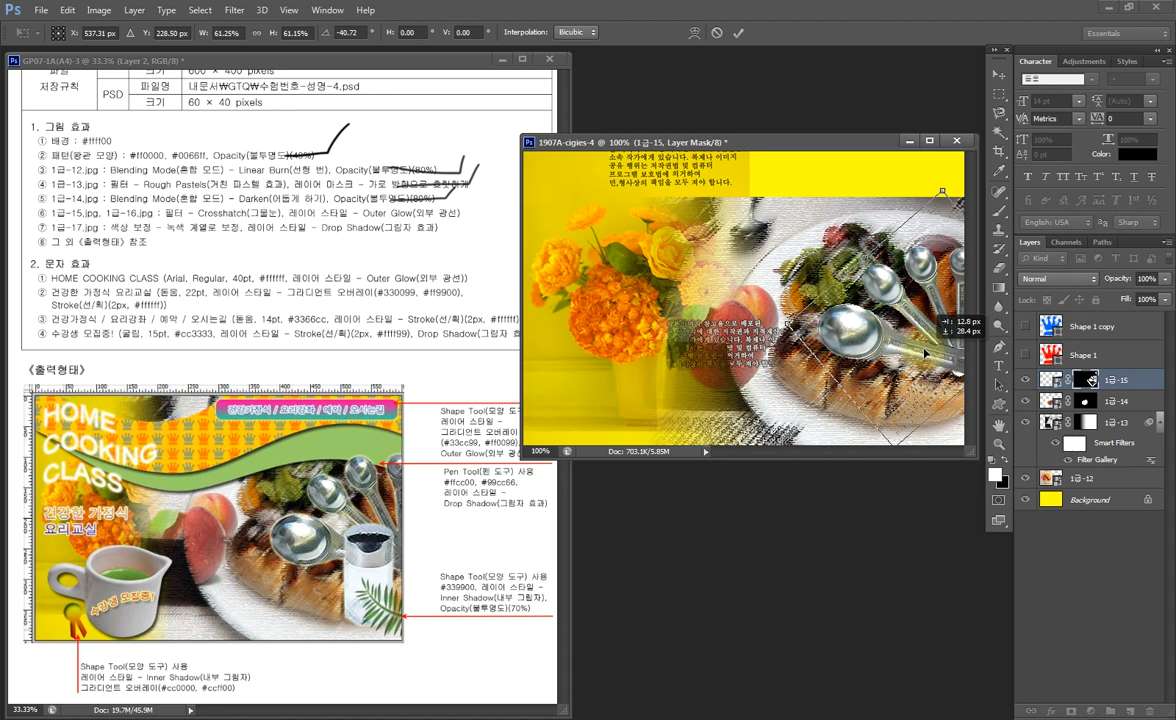 Ps File Edit Image Layer Type Select Filter 3D View Window Help
X: 537.31 px Y: 228.50 px W: 61.25% H: 61.15% -40.72 ° H: 0.00 ° V: 0.00 ° Interpolation: Bicubic Essentials
GP07-1A(A4)-3 @ 33.3% (Layer 2, RGB/8) *
파일 크기 600 × 400 pixels
저장규칙 PSD 파일명 내문서₩GTQ₩수험번호-성명-4.psd
크기 60 × 40 pixels
1. 그림 효과
① 배경 : #ffff00
② 패턴(왕관 모양) : #ff0000, #0066ff, Opacity(불투명도)(40%)
③ 1급-12.jpg : Blending Mode(혼합 모드) - Linear Burn(선형 번), Opacity(불투명도)(80%)
④ 1급-13.jpg : 필터 - Rough Pastels(거친 파스텔 효과), 레이어 마스크 - 가로 방향으로 흐릿하게
⑤ 1급-14.jpg : Blending Mode(혼합 모드) - Darken(어둡게 하기), Opacity(불투명도)(80%)
⑥ 1급-15.jpg, 1급-16.jpg : 필터 - Crosshatch(그물눈), 레이어 스타일 - Outer Glow(외부 광선)
⑦ 1급-17.jpg : 색상 보정 - 녹색 계열로 보정, 레이어 스타일 - Drop Shadow(그림자 효과)
⑧ 그 외 《출력형태》 참조
2. 문자 효과
① HOME COOKING CLASS (Arial, Regular, 40pt, #ffffff, 레이어 스타일 - Outer Glow(외부 광선))
② 건강한 가정식 요리교실 (돋움, 22pt, 레이어 스타일 - 그라디언트 오버레이(#330099, #ff9900),
Stroke(선/획)(2px, #ffffff))
③ 건강가정식 / 요리강좌 / 예약 / 오시는길 (돋움, 14pt, #3366cc, 레이어 스타일 - Stroke(선/획)(2px,
④ 수강생 모집중! (굴림, 15pt, #cc3333, 레이어 스타일 - Stroke(선/획)(2px, #ffff99), Drop Shadow(그림자 효과
《출력형태》
HOME
COOKING
CLASS
건강가정식 / 요리강좌 / 예약 / 오시는길
건강한 가정식
요리교실
수강생 모집중!
Shape Tool(모양 도구)
레이어 스타일 -
그라디언트 오버레이
(#33cc99, #ff0099),
Outer Glow(외부 광선)
Pen Tool(펜 도구) 사용
#ffcc00, #99cc66,
레이어 스타일 -
Drop Shadow(그림자 효과)
Shape Tool(모양 도구) 사용
#339900, 레이어 스타일 -
Inner Shadow(내부 그림자),
Opacity(불투명도)(70%)
Shape Tool(모양 도구) 사용
레이어 스타일 - Inner Shadow(내부 그림자)
그라디언트 오버레이(#cc0000, #ccff00)
33.33% Doc: 19.7M/45.9M
1907A-cigies-4 @ 100% (1급-15, Layer Mask/8) *
소속 작가에게 있습니다. 복제나 이미지
공유 행위는 저작권법 및 컴퓨터
프로그램 보호법에 의거하여
민,형사상의 책임을 모두 져야 합니다.
H: 12.8 px
28.4 px
100% Doc: 703.1K/5.85M
Character Adjustments Styles
돋움
14 pt (Auto)
Metrics 0
100% 100%
0 pt Color:
English: USA Sharp
Layers Channels Paths
Kind
Normal Opacity: 100%
Lock: Fill: 100%
Shape 1 copy
Shape 1
1급-15
1급-14
1급-13
Smart Filters
Filter Gallery
1급-12
Background